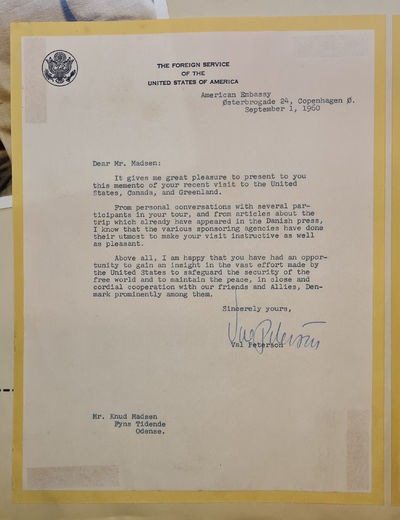 THE FOREIGN SERVICE
OF THE
UNITED STATES OF AMERICA
American Embassy
Østerbrogade 24, Copenhagen Ø.
September 1, 1960
Dear Mr. Madsen:
It gives me great pleasure to present to you
this memento of your recent visit to the United
States, Canada, and Greenland.
From personal conversations with several par-
ticipants in your tour, and from articles about the
trip which already have appeared in the Danish press,
I know that the various sponsoring agencies have done
their utmost to make your visit instructive as well
as pleasant.
Above all, I am happy that you have had an oppor-
tunity to gain an insight in the vast effort made by
the United States to safeguard the security of the
free world and to maintain the peace, in close and
cordial cooperation with our friends and Allies, Den-
mark prominently among them.
Sincerely yours,
Val Peterson
Val Peterson
Mr. Knud Madsen
Fyns Tidende
Odense.